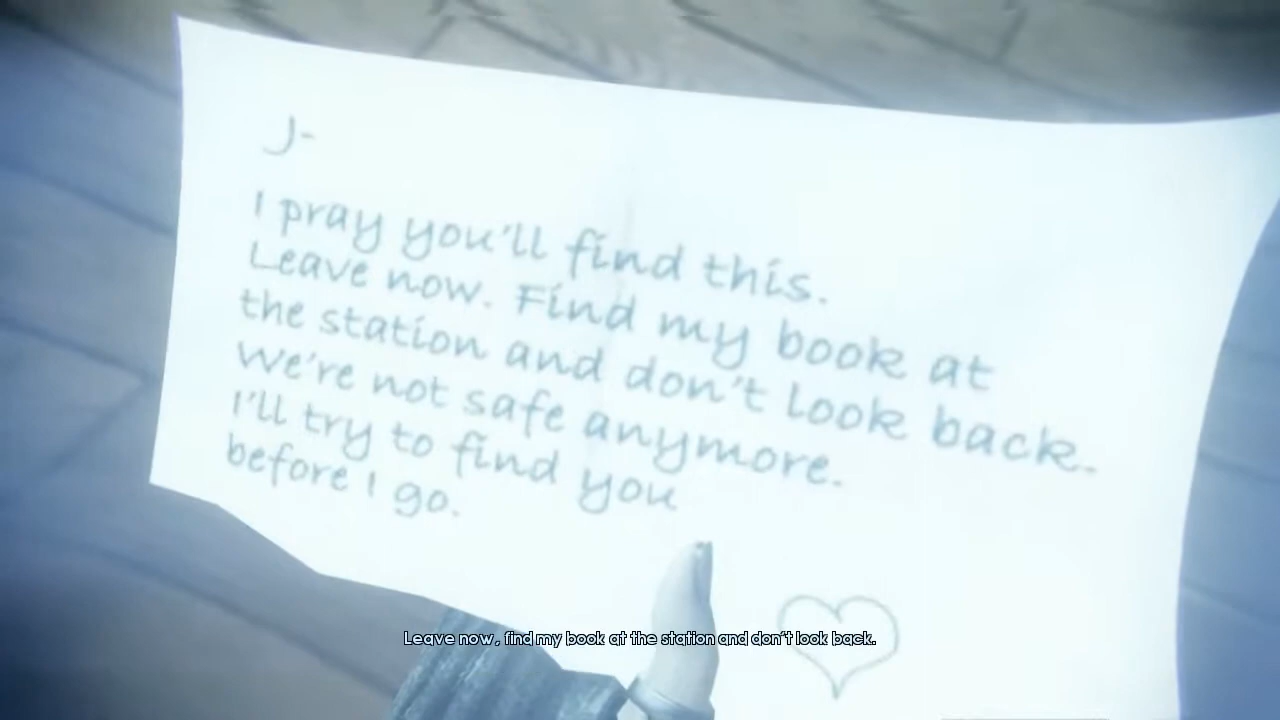 J-
I pray you'll find this.
Leave now. Find my book at
the station and don't look back.
We're not safe anymore.
I'll try to find you
before I go.
Leave now, find my book at the station and don't look back.